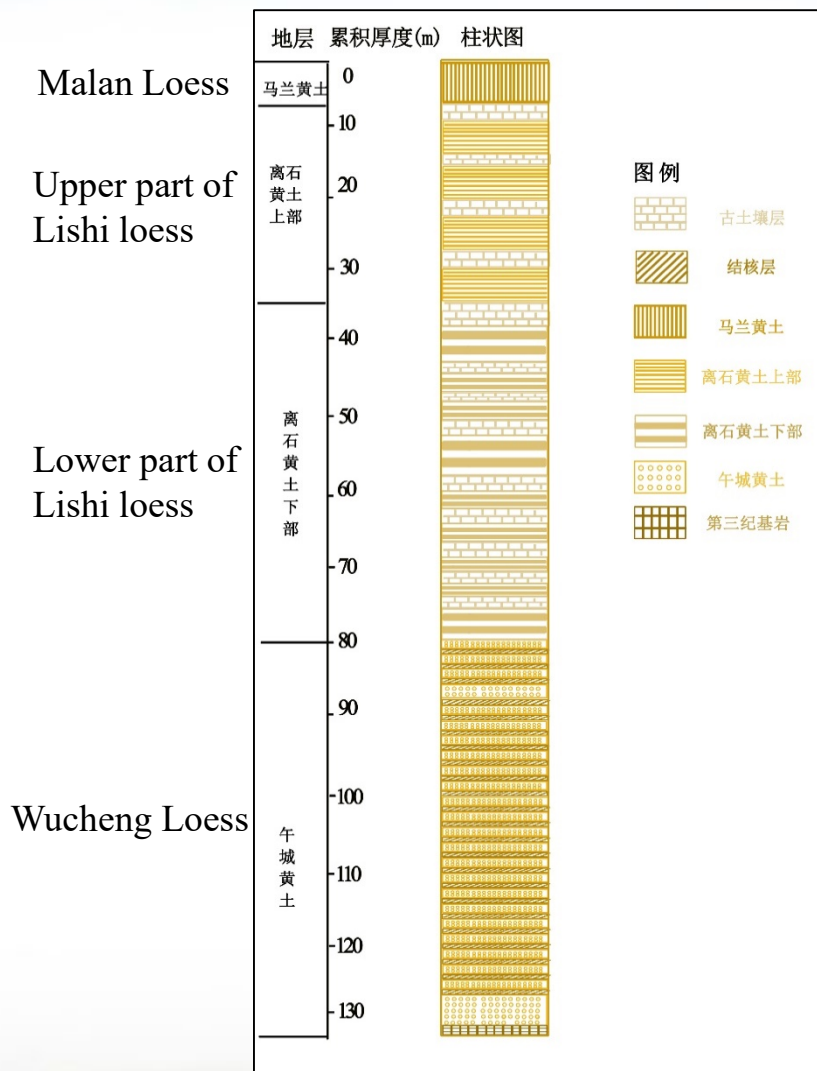 地层 累积厚度(m) 柱状图
Malan Loess
马兰黄土
0
10
Upper part of
Lishi loess
离石
黄土
上部
20
30
40
Lower part of
Lishi loess
离
石
黄
土
下
部
50
60
70
80
90
Wucheng Loess
午
城
黄
土
100
110
120
130
图 例
古土壤层
结核层
马兰黄土
离石黄土上部
离石黄土下部
午城黄土
第三纪基岩